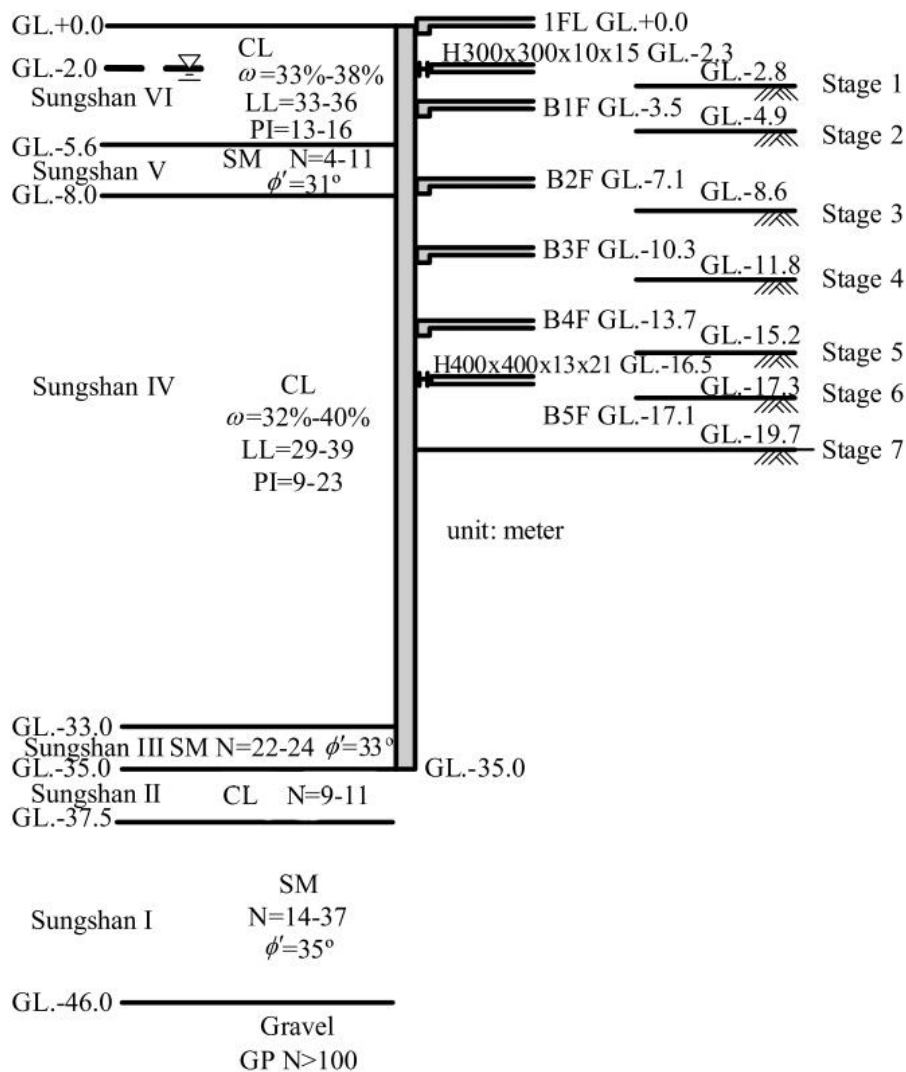 GL.+0.0
1FL GL.+0.0
CL
H300x300x10x15 GL.-2.3
GL.-2.0
ω=33%-38%
GL.-2.8
Stage 1
Sungshan VI
LL=33-36
B1F GL.-3.5
GL.-4.9
PI=13-16
Stage 2
GL.-5.6
SM N=4-11
Sungshan V
ϕ′=31º
B2F GL.-7.1
GL.-8.6
GL.-8.0
Stage 3
B3F GL.-10.3
GL.-11.8
Stage 4
B4F GL.-13.7
GL.-15.2
Stage 5
H400x400x13x21 GL.-16.5
Sungshan IV
CL
GL.-17.3
Stage 6
ω=32%-40%
B5F GL.-17.1
GL.-19.7
LL=29-39
Stage 7
PI=9-23
unit: meter
GL.-33.0
Sungshan III SM N=22-24 ϕ′=33º
GL.-35.0
GL.-35.0
Sungshan II
CL N=9-11
GL.-37.5
SM
Sungshan I
N=14-37
ϕ′=35º
GL.-46.0
Gravel
GP N>100